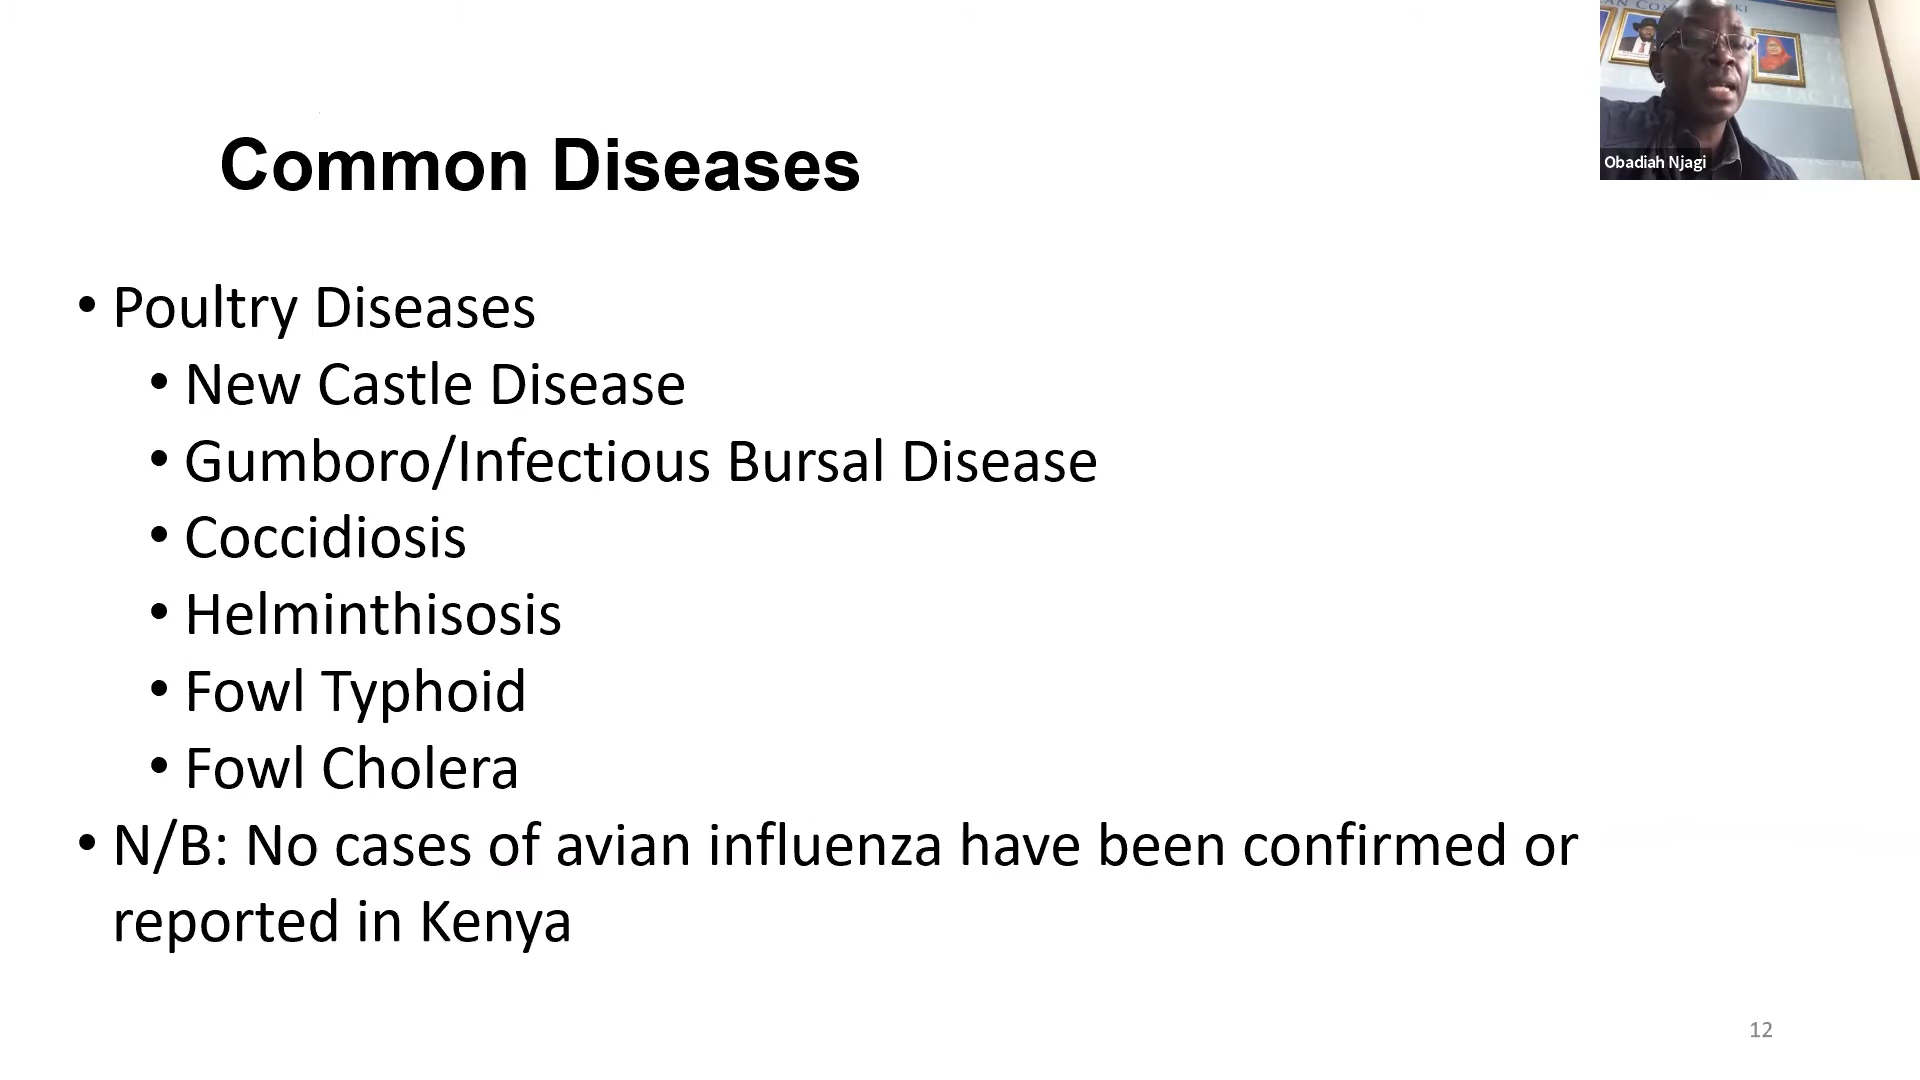 Common Diseases
Obadiah Njagi
• Poultry Diseases
• New Castle Disease
• Gumboro/Infectious Bursal Disease
• Coccidiosis
• Helminthisosis
• Fowl Typhoid
• Fowl Cholera
• N/B: No cases of avian influenza have been confirmed or
reported in Kenya
12